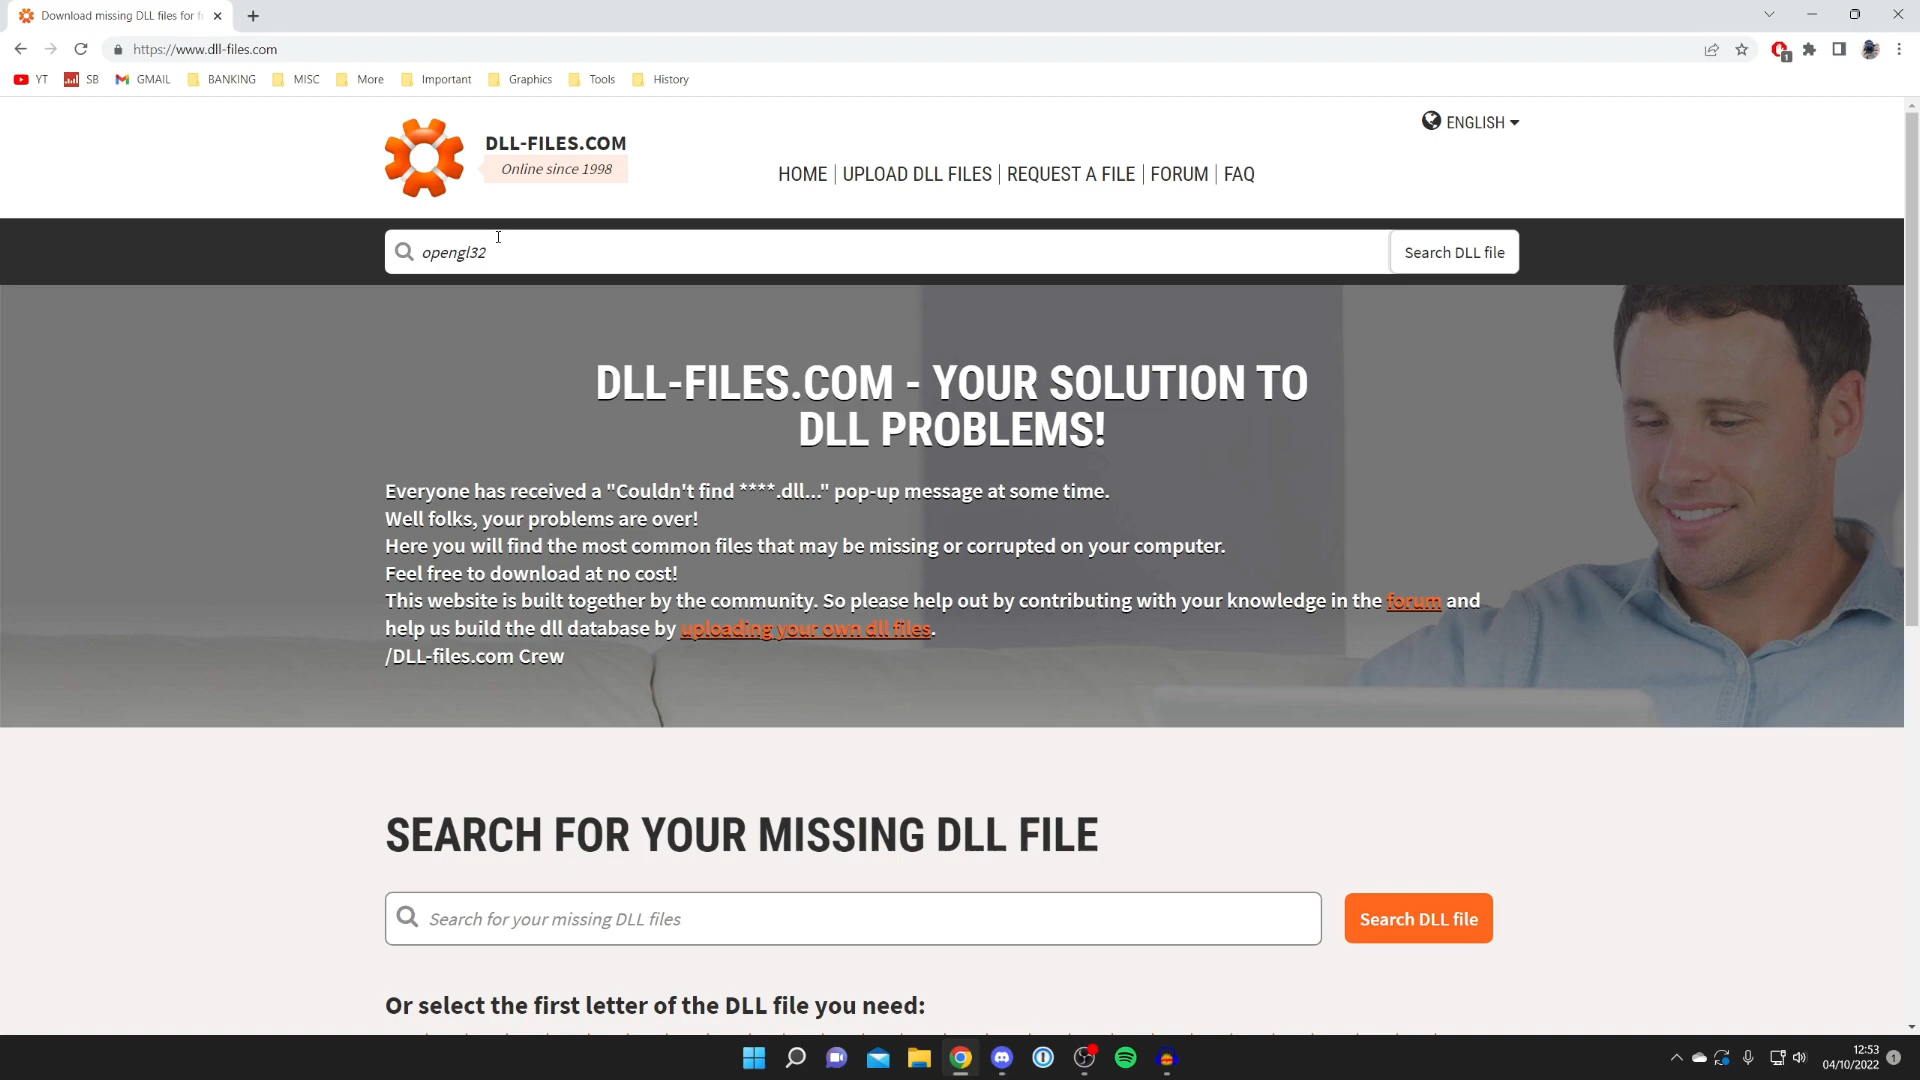 Download missing DLL files for fr
https://www.dll-files.com
YT SB GMAIL BANKING MISC More Important Graphics Tools History
ENGLISH
DLL-FILES.COM
Online since 1998
HOME UPLOAD DLL FILES REQUEST A FILE FORUM FAQ
opengl32 Search DLL file
DLL-FILES.COM - YOUR SOLUTION TO
DLL PROBLEMS!
Everyone has received a "Couldn't find ****.dll..." pop-up message at some time.
Well folks, your problems are over!
Here you will find the most common files that may be missing or corrupted on your computer.
Feel free to download at no cost!
This website is built together by the community. So please help out by contributing with your knowledge in the forum and
help us build the dll database by uploading your own dll files.
/DLL-files.com Crew
SEARCH FOR YOUR MISSING DLL FILE
Search for your missing DLL files Search DLL file
Or select the first letter of the DLL file you need:
12:53
04/10/2022
1